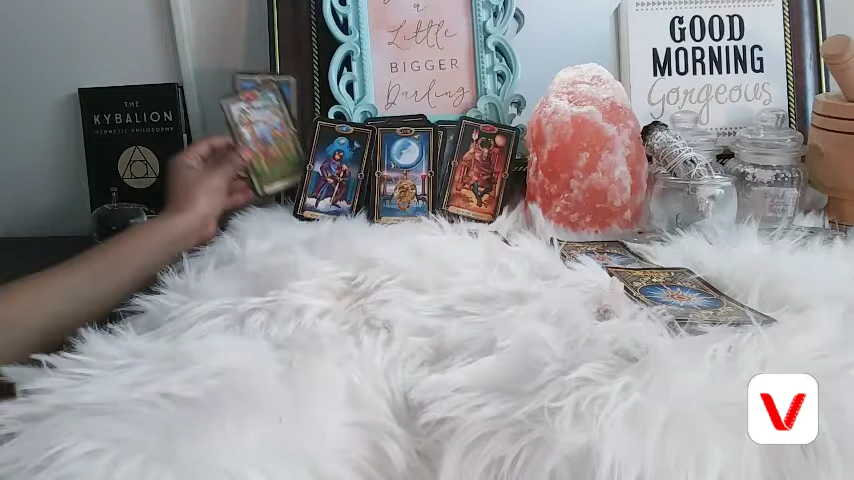 THE
KYBALION
HERMETIC PHILOSOPHY
a
Little
BIGGER
Darling
GOOD
MORNING
Gorgeous
V